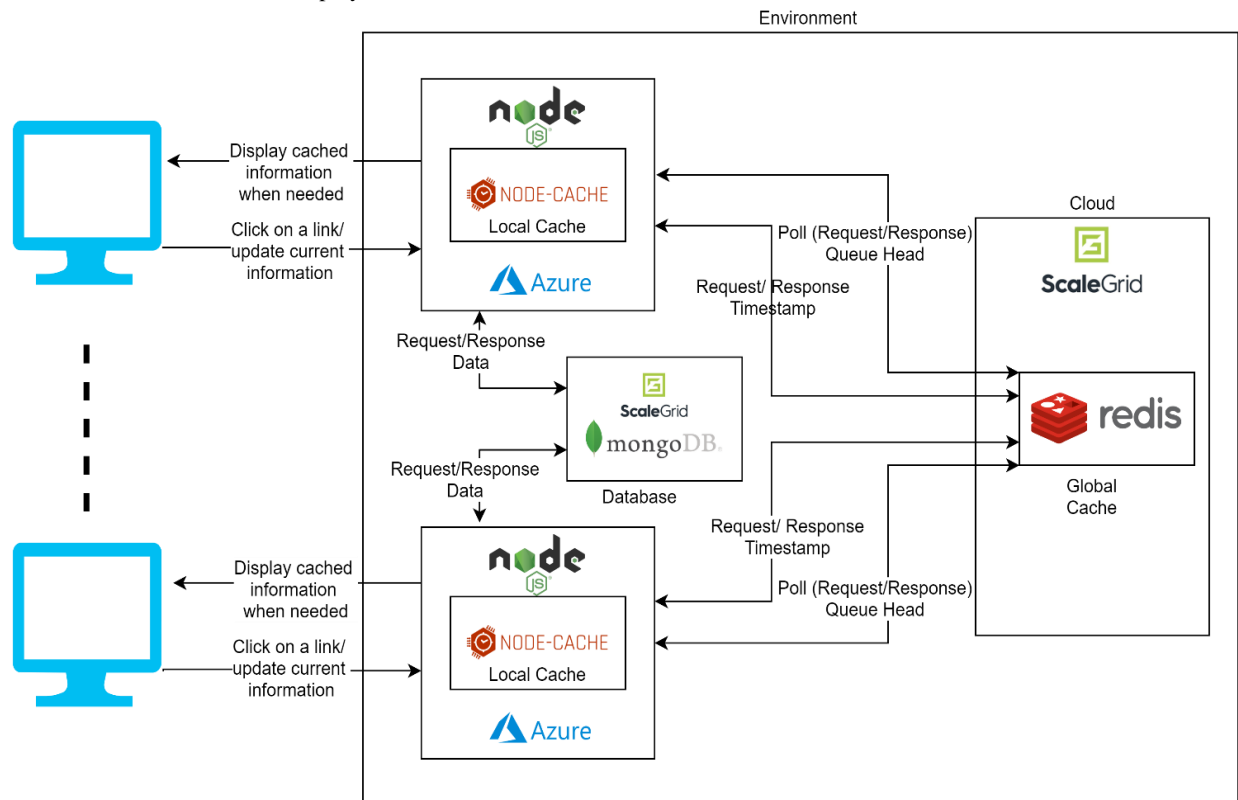 Environment
node
JS
NODE-CACHE
Local Cache
Azure
Display cached
information
when needed
Click on a link/
update current
information
Poll (Request/Response)
Queue Head
Request/ Response
Timestamp
Cloud
ScaleGrid
Request/Response
Data
ScaleGrid
mongoDB
Database
redis
Global
Cache
Request/Response
Data
Request/ Response
Timestamp
Poll (Request/Response)
Queue Head
node
JS
NODE-CACHE
Local Cache
Azure
Display cached
information
when needed
Click on a link/
update current
information